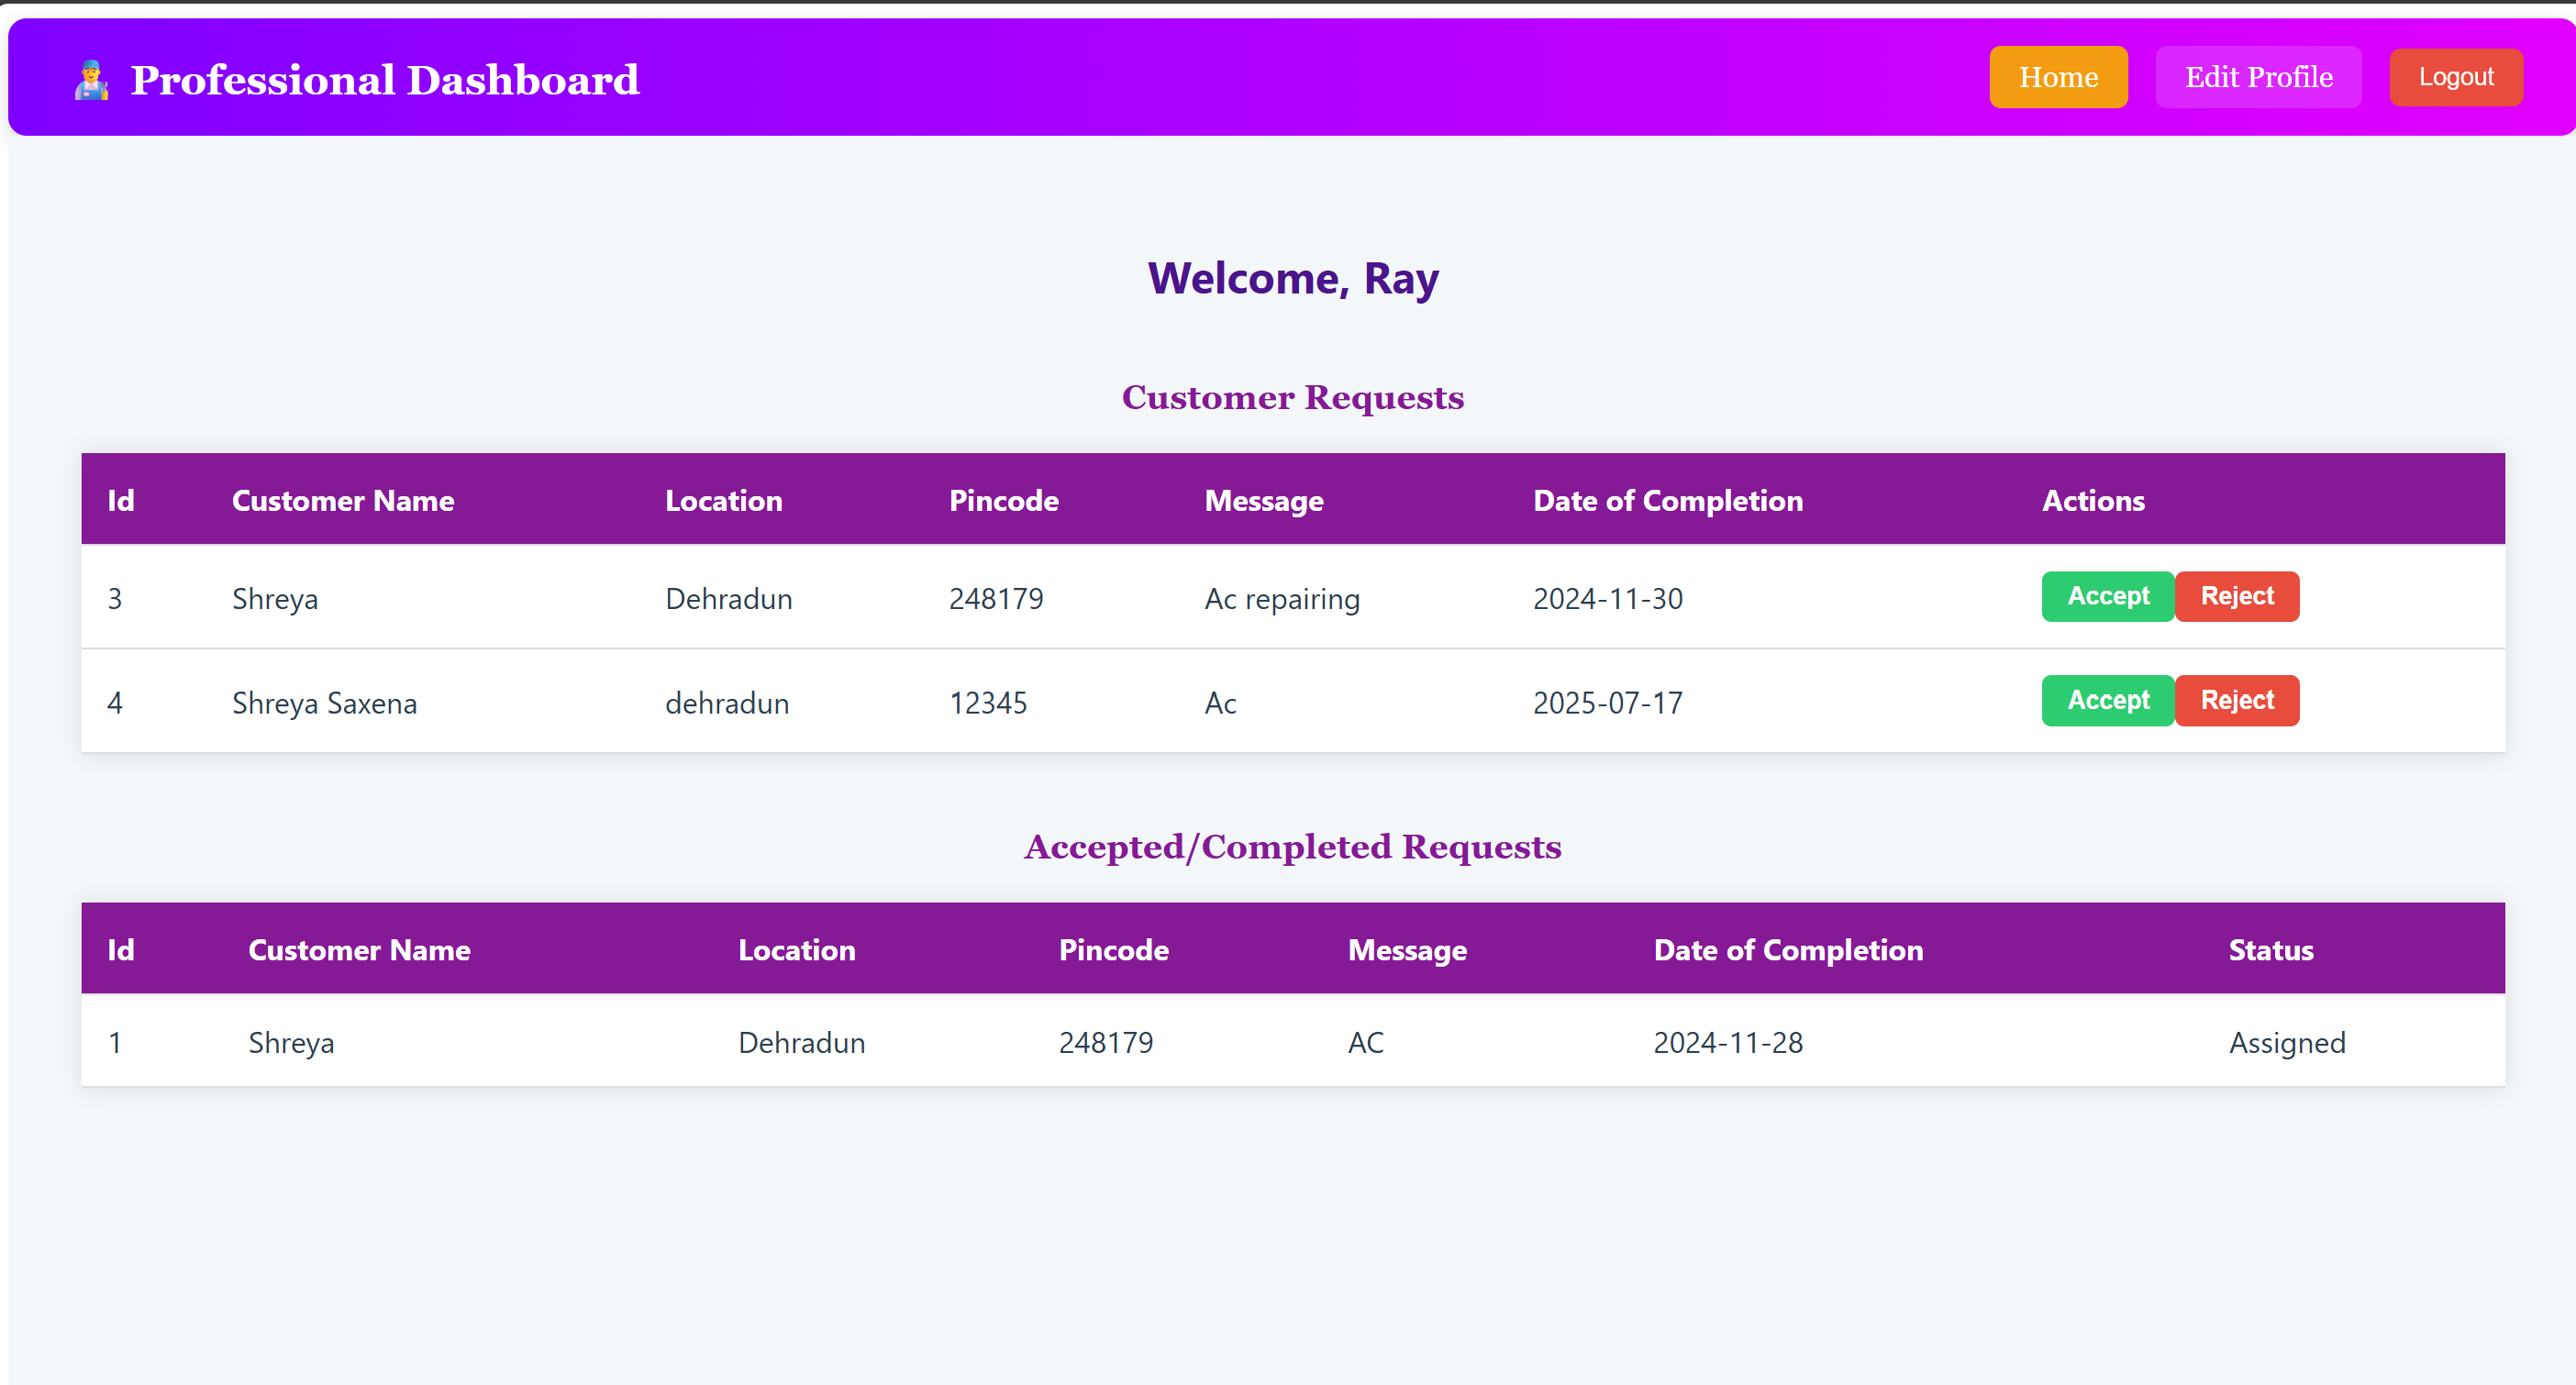 Professional Dashboard Home Edit Profile Logout
Welcome, Ray
Customer Requests
Id Customer Name Location Pincode Message Date of Completion Actions
3 Shreya Dehradun 248179 Ac repairing 2024-11-30 Accept Reject
4 Shreya Saxena dehradun 12345 Ac 2025-07-17 Accept Reject
Accepted/Completed Requests
Id Customer Name Location Pincode Message Date of Completion Status
1 Shreya Dehradun 248179 AC 2024-11-28 Assigned